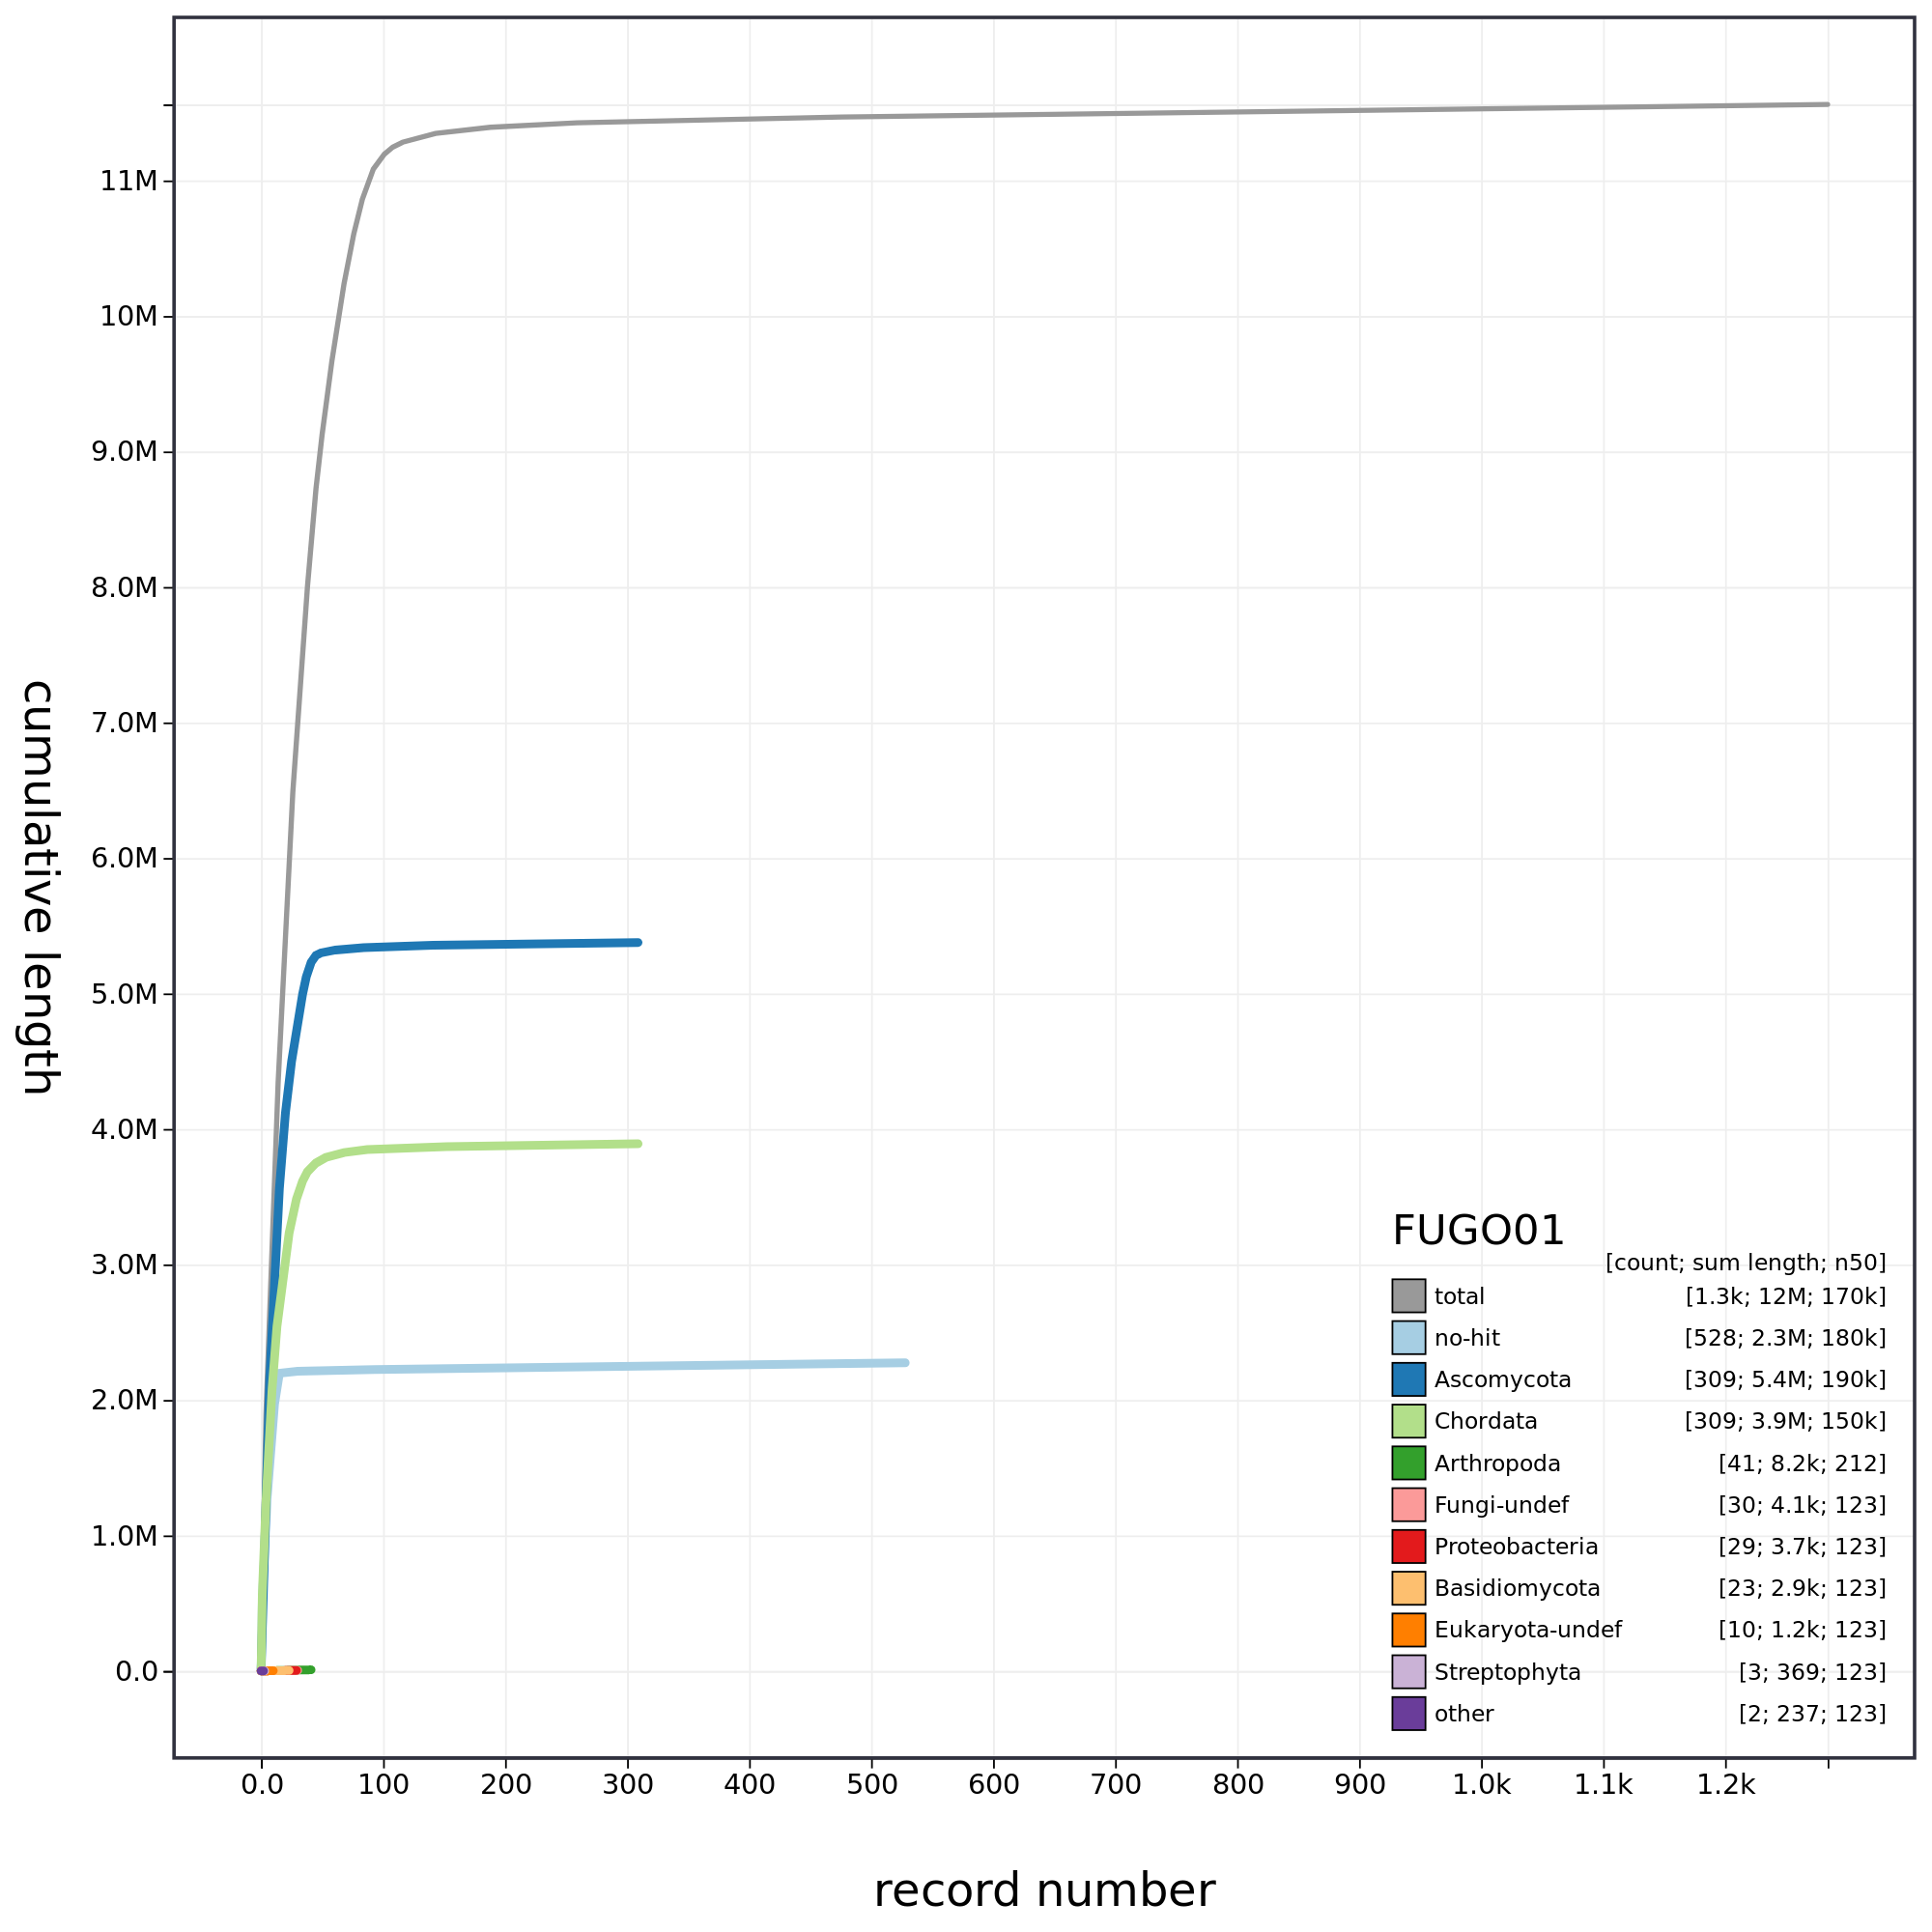 11M
10M
9.0M
8.0M
7.0M
6.0M
5.0M
4.0M
3.0M
2.0M
1.0M
0.0
cumulative length
FUGO01
[count; sum length; n50]
total [1.3k; 12M; 170k]
no-hit [528; 2.3M; 180k]
Ascomycota [309; 5.4M; 190k]
Chordata [309; 3.9M; 150k]
Arthropoda [41; 8.2k; 212]
Fungi-undef [30; 4.1k; 123]
Proteobacteria [29; 3.7k; 123]
Basidiomycota [23; 2.9k; 123]
Eukaryota-undef [10; 1.2k; 123]
Streptophyta [3; 369; 123]
other [2; 237; 123]
0.0 100 200 300 400 500 600 700 800 900 1.0k 1.1k 1.2k
record number